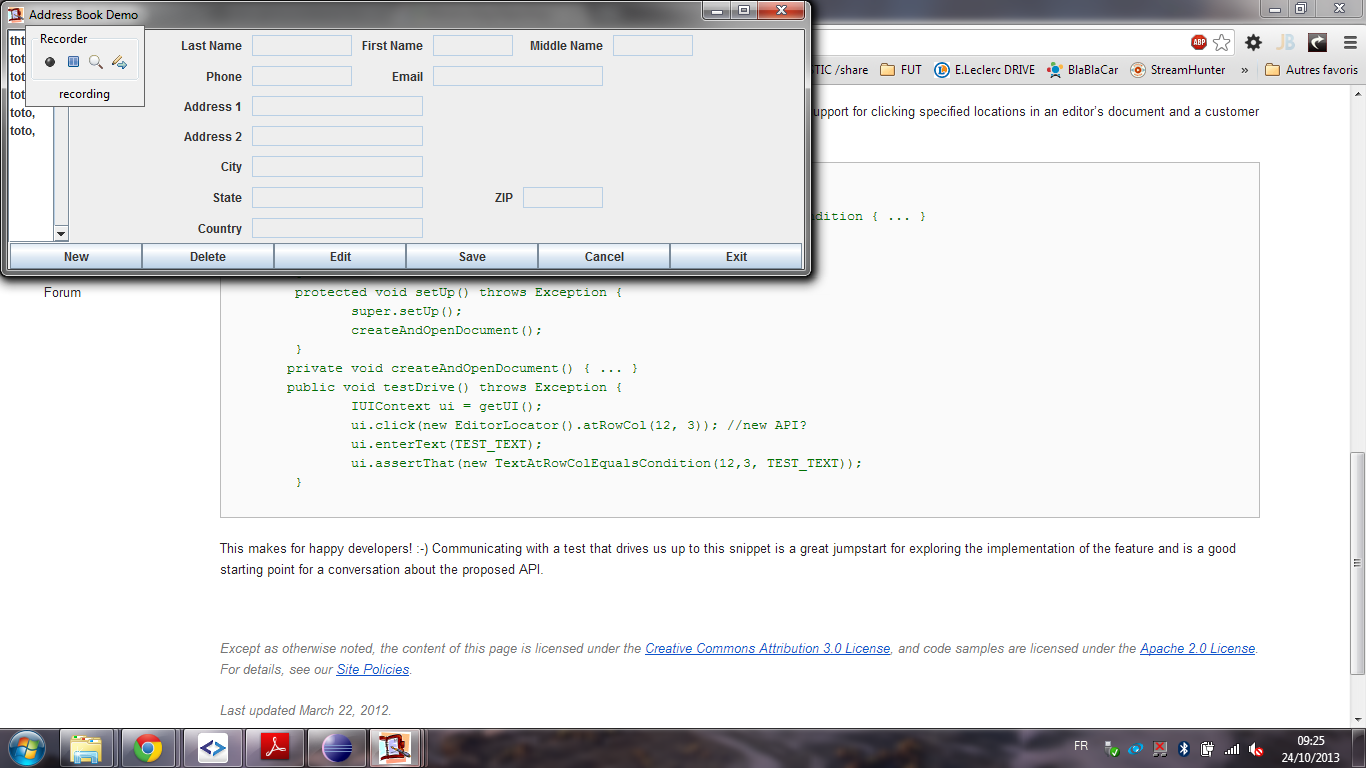 Address Book Demo
Recorder
recording
tht
tot
tot
tot
toto,
toto,
Last Name
First Name
Middle Name
Phone
Email
Address 1
Address 2
City
State
ZIP
Country
New
Delete
Edit
Save
Cancel
Exit
ABP
JB
TIC /share
FUT
E.Leclerc DRIVE
BlaBlaCar
StreamHunter
»
Autres favoris
upport for clicking specified locations in an editor's document and a customer
dition { ... }
Forum
protected void setUp() throws Exception {
super.setUp();
createAndOpenDocument();
}
private void createAndOpenDocument() { ... }
public void testDrive() throws Exception {
IUIContext ui = getUI();
ui.click(new EditorLocator().atRowCol(12, 3)); //new API?
ui.enterText(TEST_TEXT);
ui.assertThat(new TextAtRowColEqualsCondition(12,3, TEST_TEXT));
}
This makes for happy developers! :-) Communicating with a test that drives us up to this snippet is a great jumpstart for exploring the implementation of the feature and is a good
starting point for a conversation about the proposed API.
Except as otherwise noted, the content of this page is licensed under the Creative Commons Attribution 3.0 License, and code samples are licensed under the Apache 2.0 License.
For details, see our Site Policies.
Last updated March 22, 2012.
FR
09:25
24/10/2013